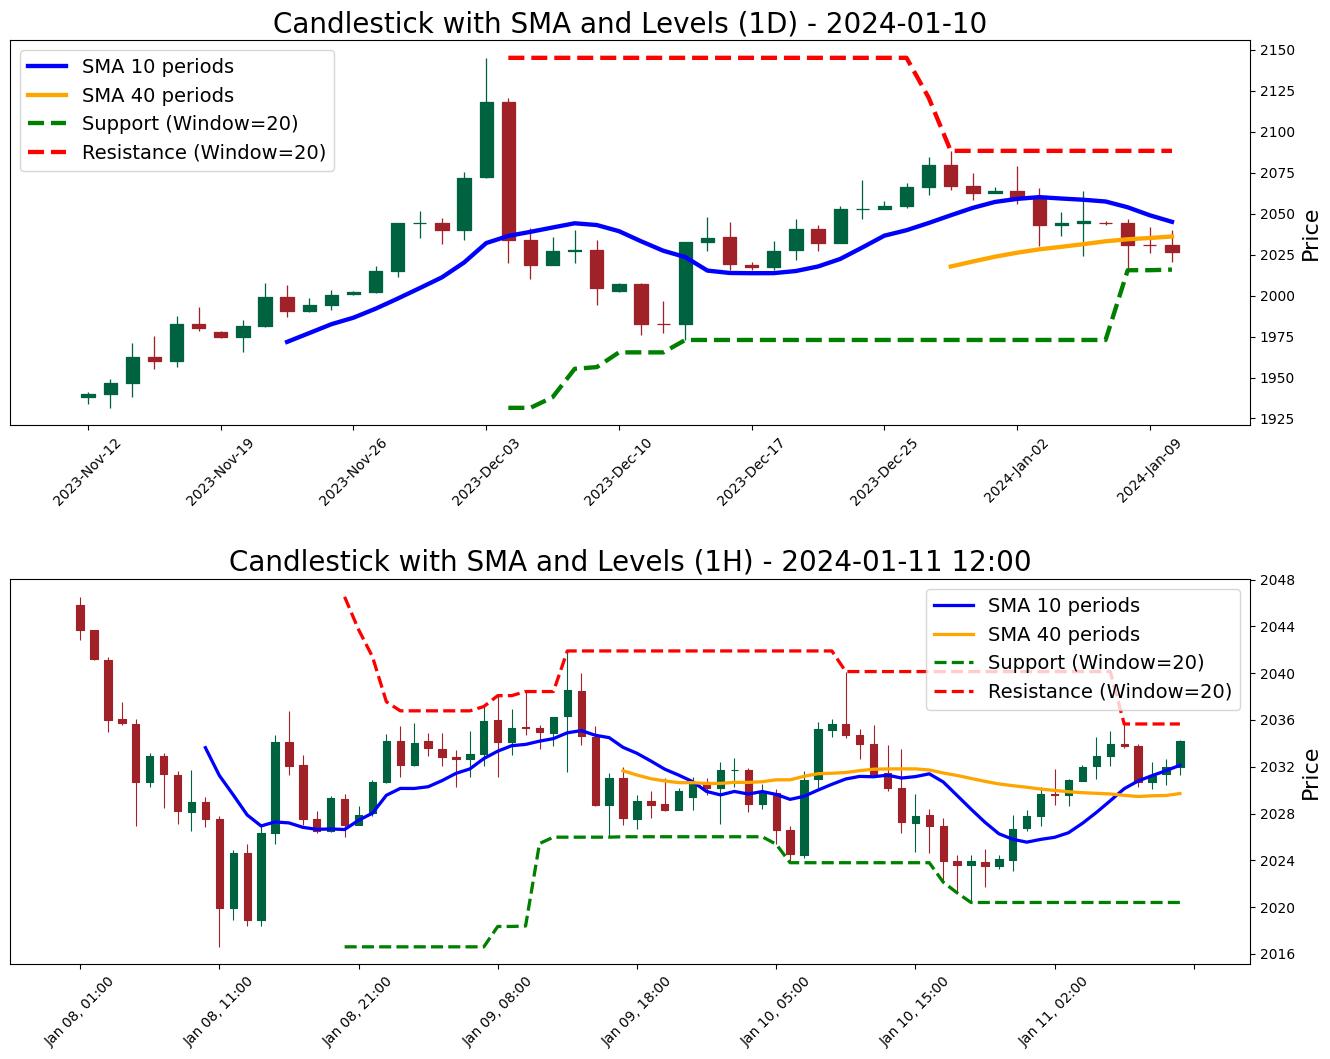 Candlestick with SMA and Levels (1D) - 2024-01-10
SMA 10 periods
SMA 40 periods
Support (Window=20)
Resistance (Window=20)
2150
2125
2100
2075
2050
2025
2000
1975
1950
1925
Price
2023-Nov-12
2023-Nov-19
2023-Nov-26
2023-Dec-03
2023-Dec-10
2023-Dec-17
2023-Dec-25
2024-Jan-02
2024-Jan-09
Candlestick with SMA and Levels (1H) - 2024-01-11 12:00
SMA 10 periods
SMA 40 periods
Support (Window=20)
Resistance (Window=20)
2048
2044
2040
2036
2032
2028
2024
2020
2016
Price
Jan 08, 01:00
Jan 08, 11:00
Jan 08, 21:00
Jan 09, 08:00
Jan 09, 18:00
Jan 10, 05:00
Jan 10, 15:00
Jan 11, 02:00